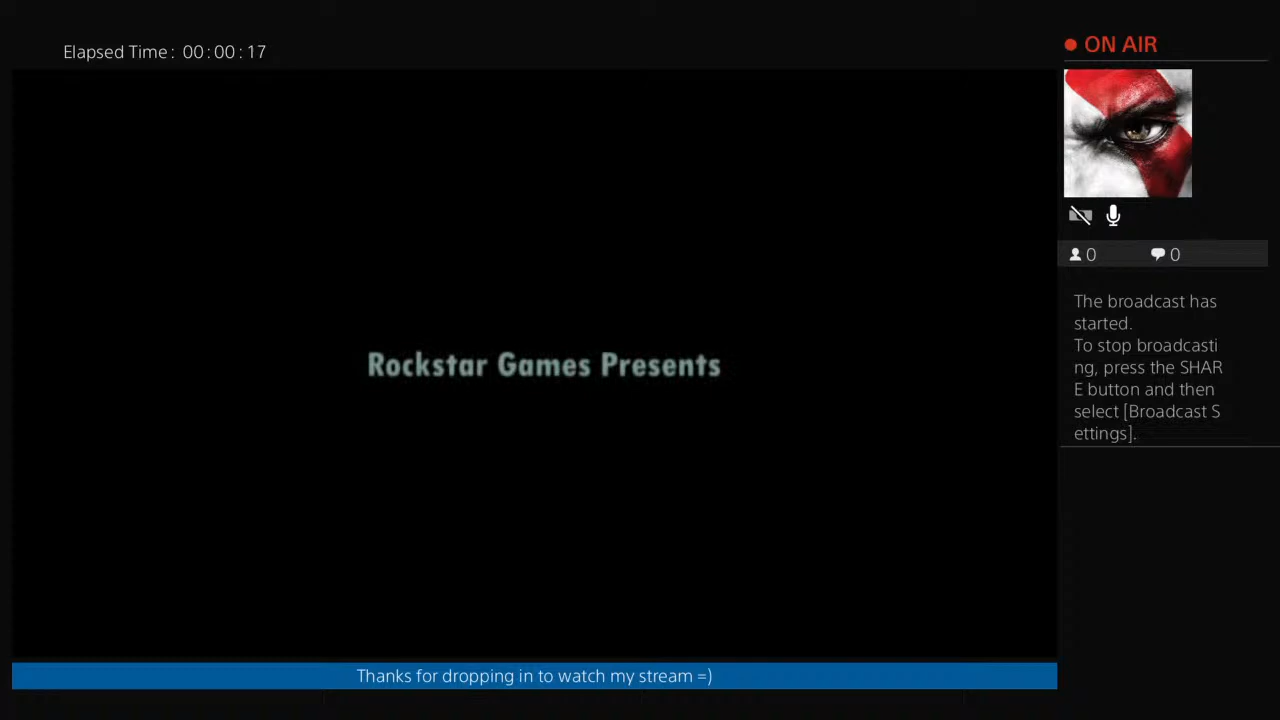 Elapsed Time: 00:00:17
ON AIR
0 0
The broadcast has
started.
To stop broadcasti
ng, press the SHAR
E button and then
select [Broadcast S
ettings].
Rockstar Games Presents
Thanks for dropping in to watch my stream =)